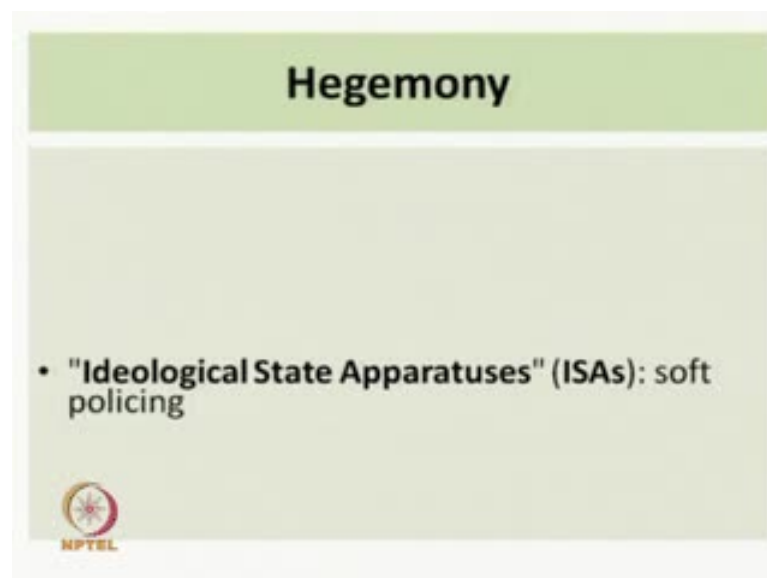 Hegemony
• "Ideological State Apparatuses" (ISAs): soft
policing
NPTEL